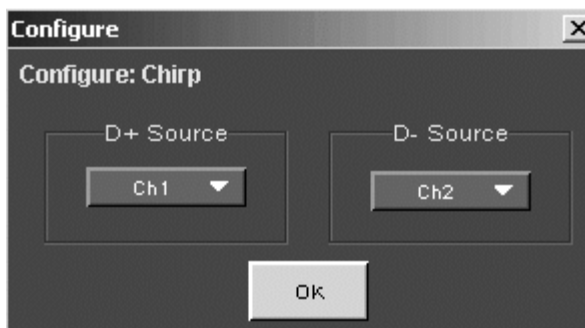 Configure
Configure: Chirp
D+ Source
D- Source
Ch1
Ch2
OK